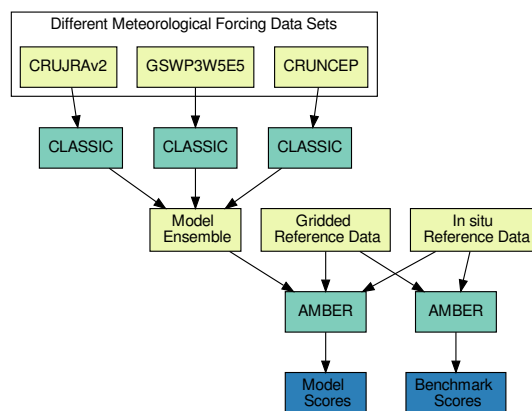 Different Meteorological Forcing Data Sets
CRUJRAv2
GSWP3W5E5
CRUNCEP
CLASSIC
CLASSIC
CLASSIC
Model
Ensemble
Gridded
Reference Data
In situ
Reference Data
AMBER
AMBER
Model
Scores
Benchmark
Scores